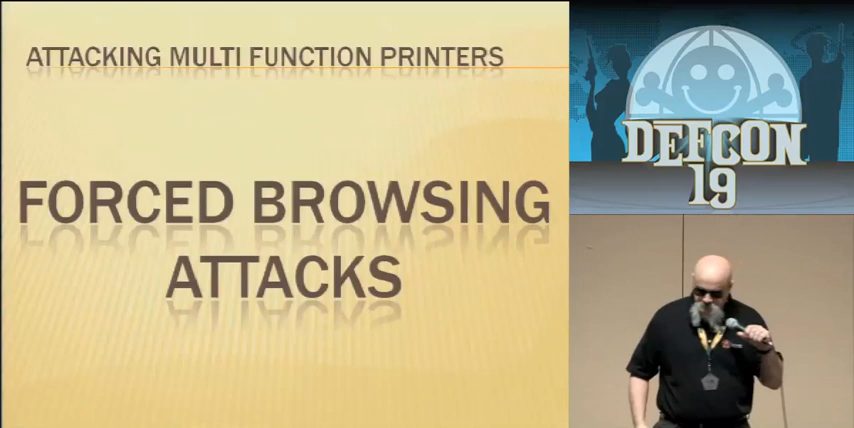 ATTACKING MULTI FUNCTION PRINTERS
FORCED BROWSING
ATTACKS
DEFCON
19